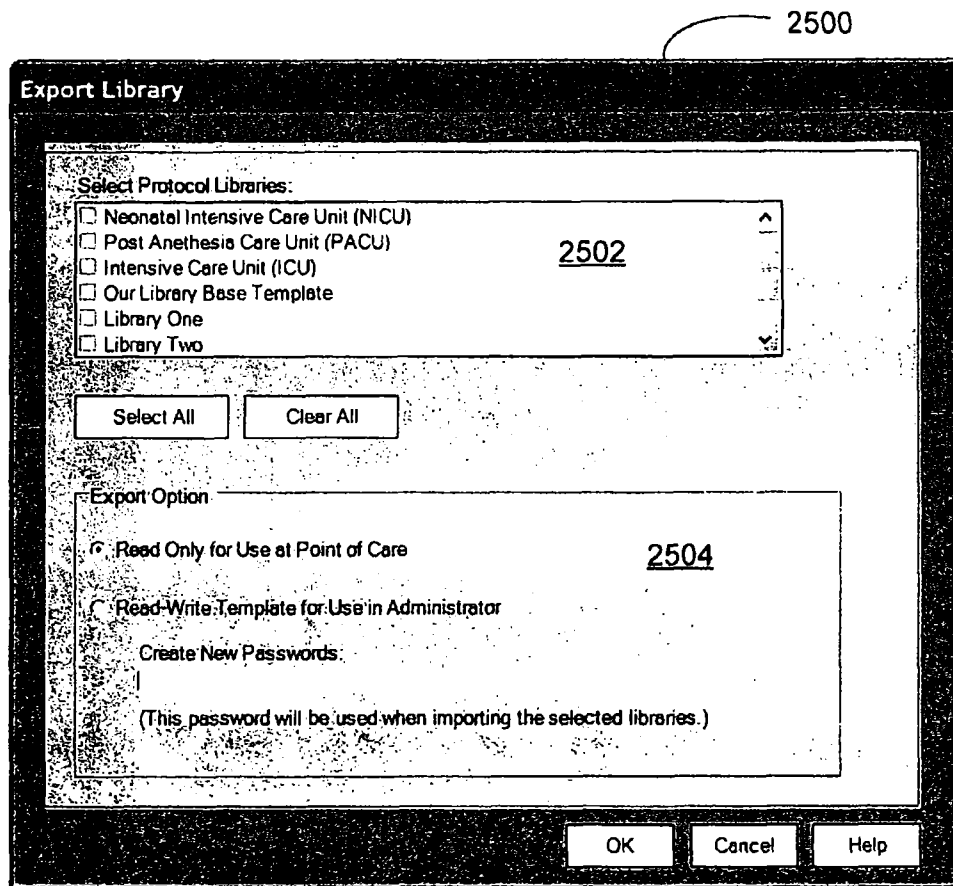 2500
Export Library
Select Protocol Libraries:
Neonatal Intensive Care Unit (NICU)
Post Anethesia Care Unit (PACU)
Intensive Care Unit (ICU)
2502
Our Library Base Template
Library One
Library Two
Select All Clear All
Export Option
Read Only for Use at Point of Care
2504
Read-Write Template for Use in Administrator
Create New Passwords:
(This password will be used when importing the selected libraries.)
OK Cancel Help